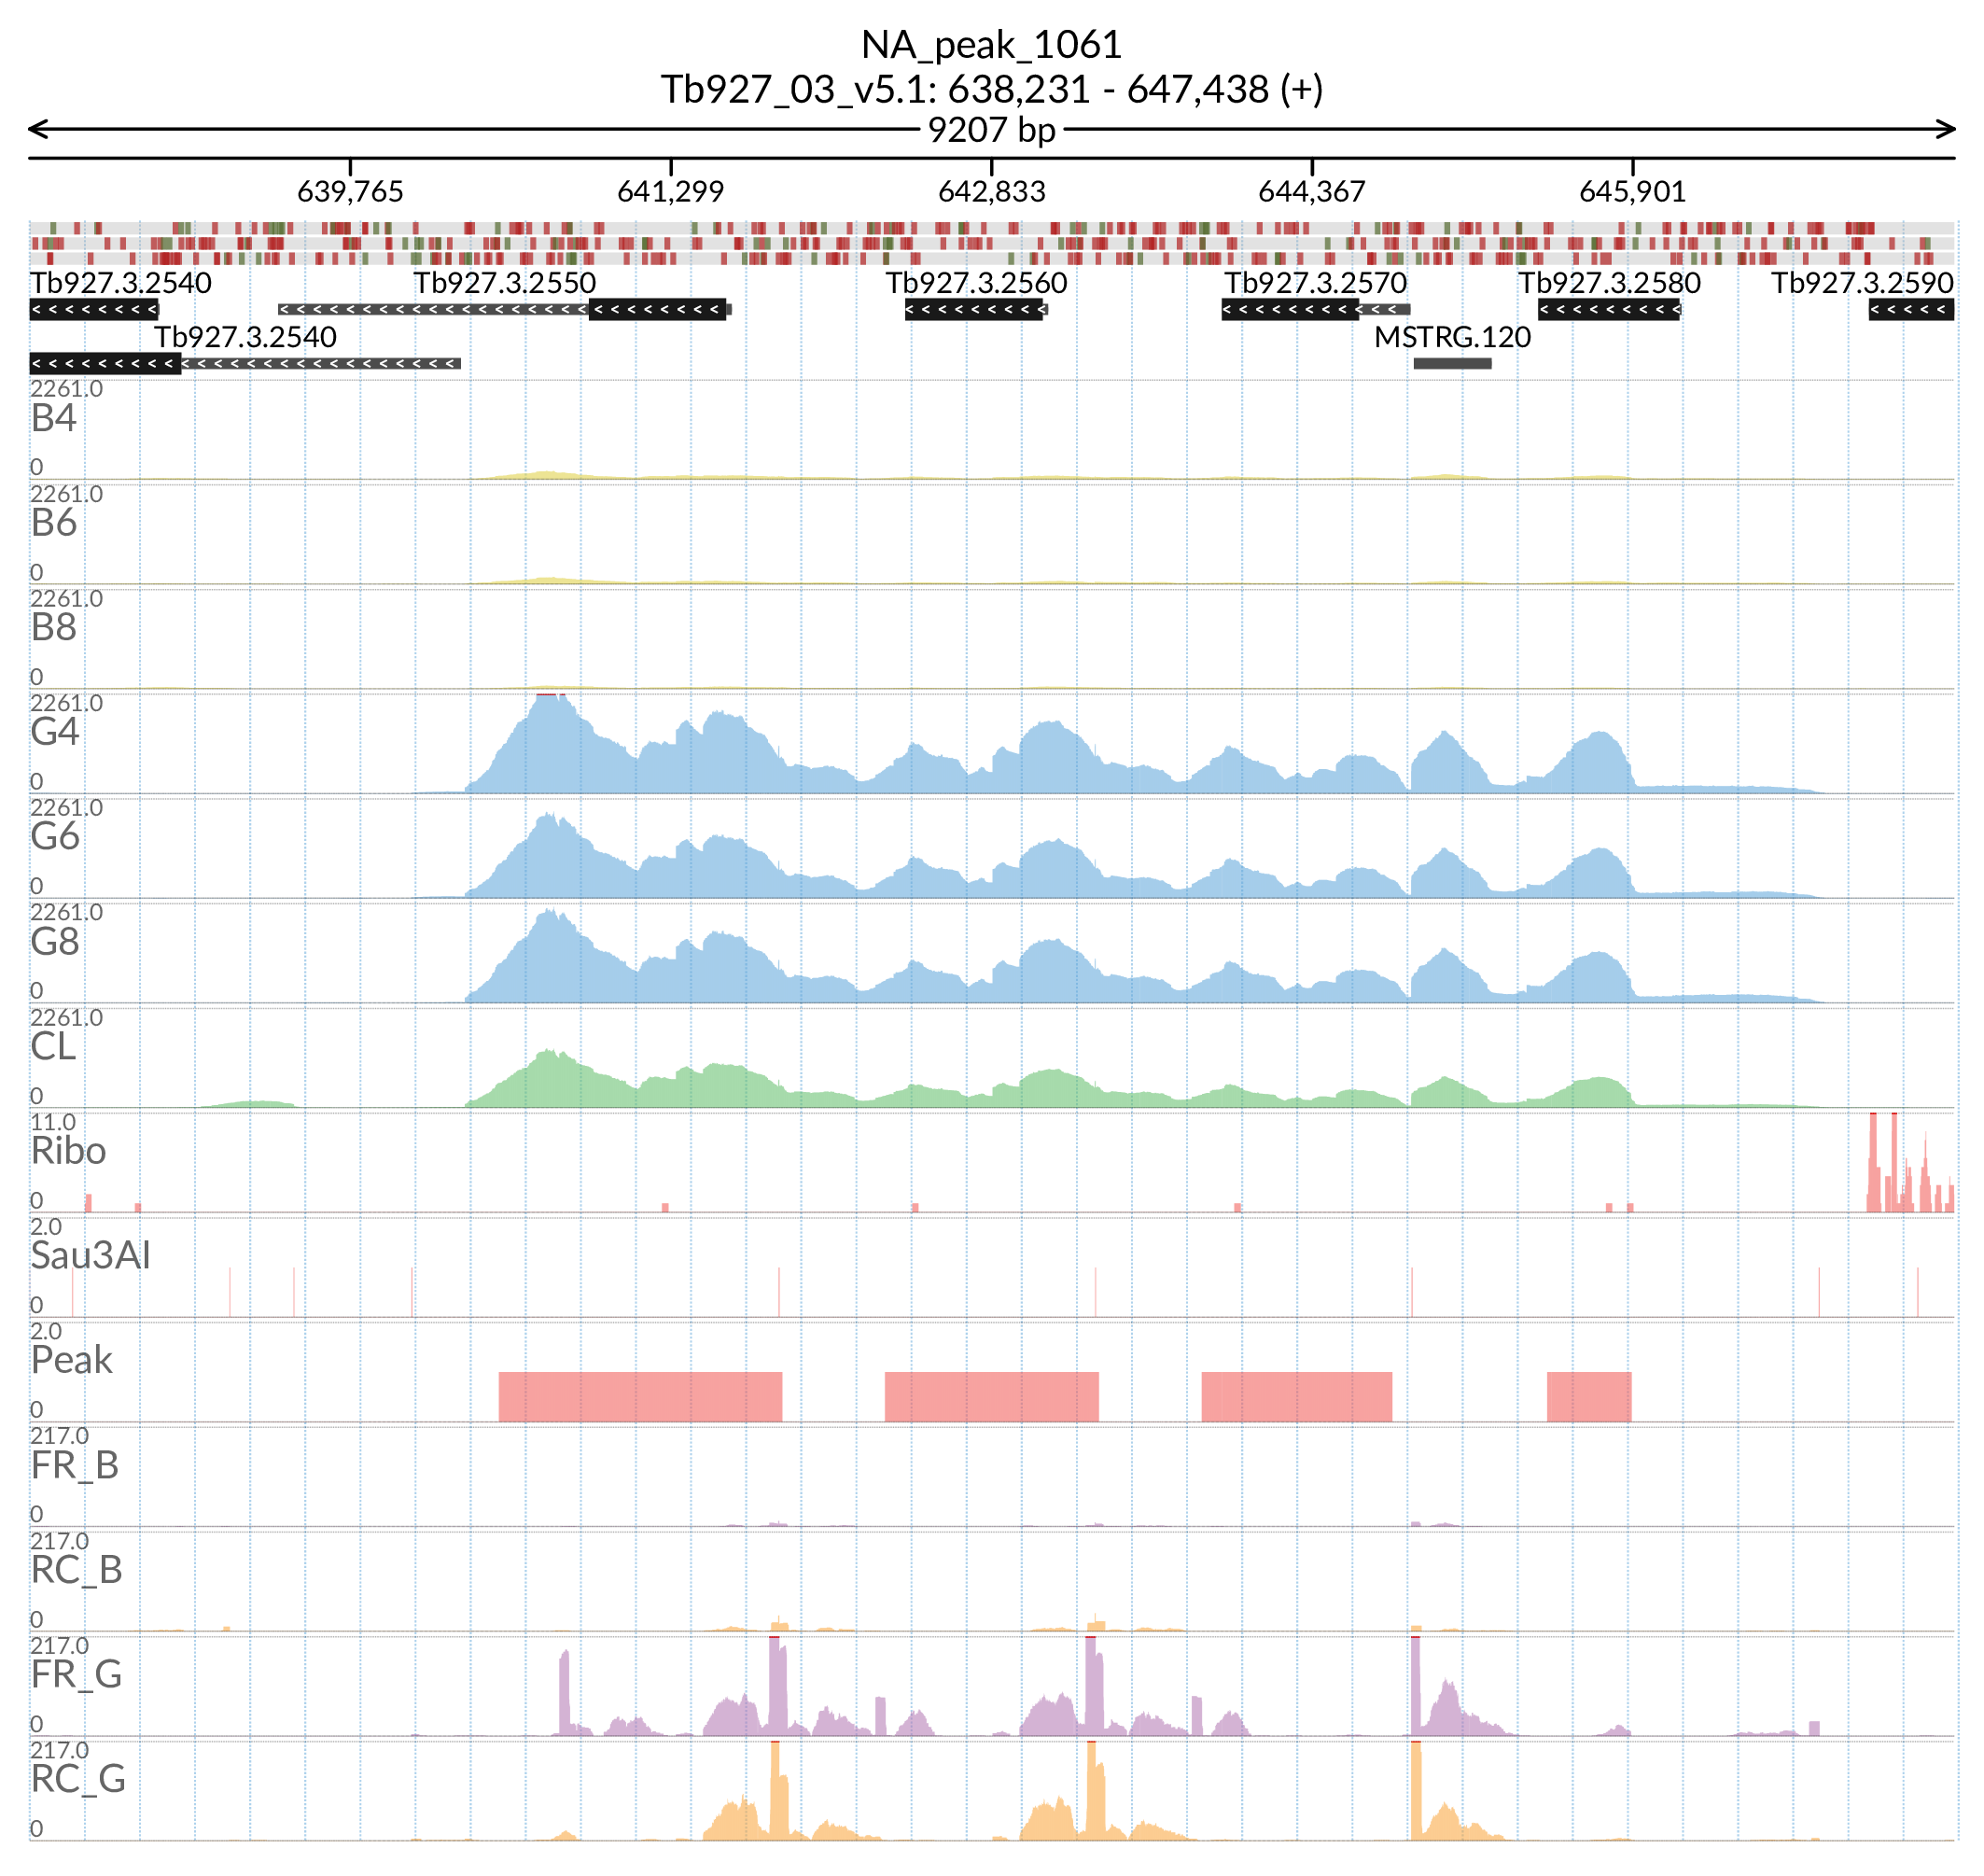 NA_peak_1061
Tb927_03_v5.1: 638,231 - 647,438 (+)
9207 bp
639,765 641,299 642,833 644,367 645,901
Tb927.3.2540 Tb927.3.2550 Tb927.3.2560 Tb927.3.2570 Tb927.3.2580 Tb927.3.2590
Tb927.3.2540 MSTRG.120
2261.0
B4
0
2261.0
B6
0
2261.0
B8
0
2261.0
G4
0
2261.0
G6
0
2261.0
G8
0
2261.0
CL
0
11.0
Ribo
0
2.0
Sau3AI
0
2.0
Peak
0
217.0
FR_B
0
217.0
RC_B
0
217.0
FR_G
0
217.0
RC_G
0